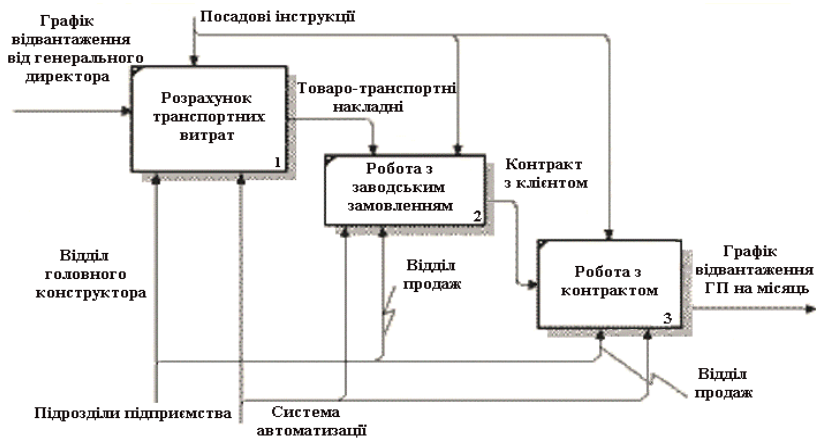 Графік
відвантаження
від генерального
директора
Посадові інструкції
Розрахунок
транспортних
витрат
1
Товаро-транспортні
накладні
Робота з
заводським
замовленням
2
Контракт
з клієнтом
Робота з
контрактом
3
Графік
відвантаження
ГП на місяць
Відділ
головного
конструктора
Відділ
продаж
Відділ
продаж
Підрозділи підприємства
Система
автоматизації